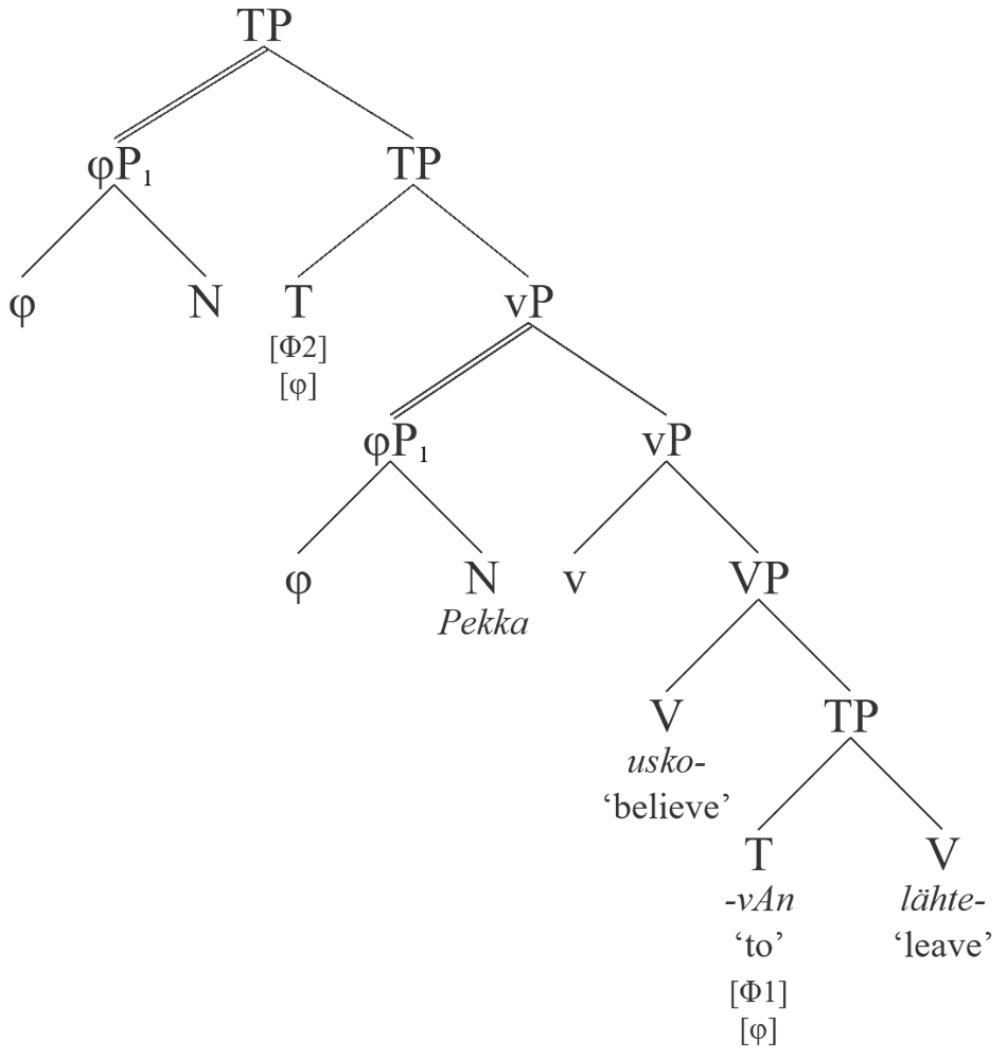 TP
φP₁ TP
φ N T vP
[Φ2]
[φ]
φP₁ vP
φ N v VP
Pekka
V TP
usko-
‘believe’
T V
-vAn lähte-
‘to’ ‘leave’
[Φ1]
[φ]